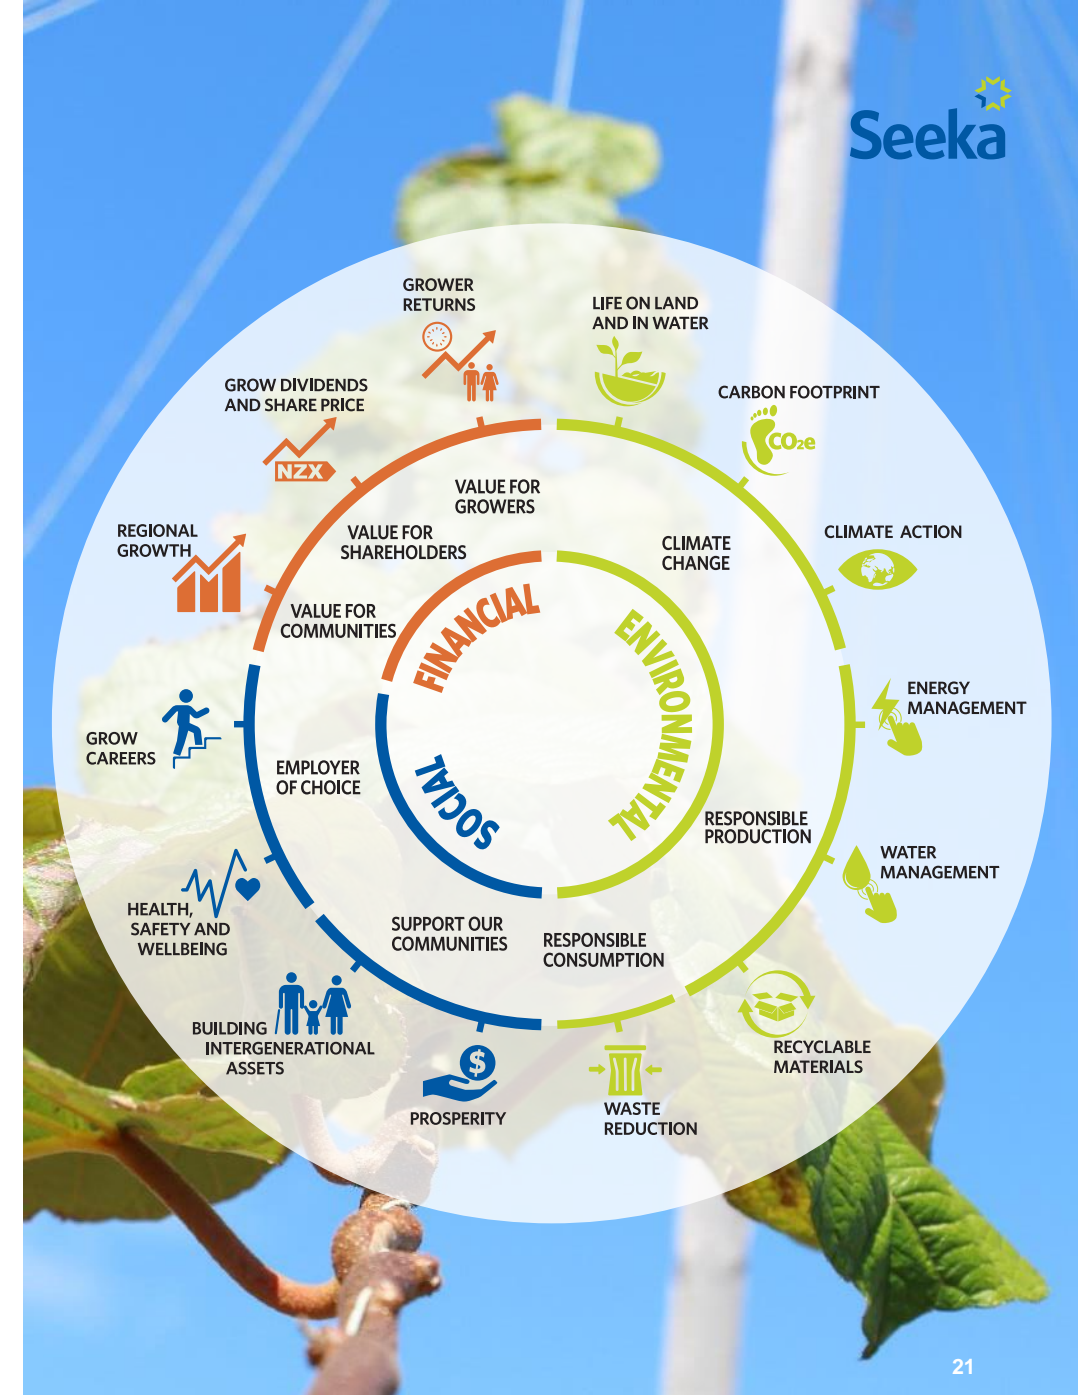 Seeka
GROWER
RETURNS
LIFE ON LAND
AND IN WATER
GROW DIVIDENDS
AND SHARE PRICE
NZX
CARBON FOOTPRINT
CO2e
REGIONAL
GROWTH
CLIMATE ACTION
VALUE FOR
GROWERS
VALUE FOR
SHAREHOLDERS
VALUE FOR
COMMUNITIES
CLIMATE
CHANGE
FINANCIAL
ENVIRONMENTAL
SOCIAL
ENERGY
MANAGEMENT
GROW
CAREERS
EMPLOYER
OF CHOICE
RESPONSIBLE
PRODUCTION
WATER
MANAGEMENT
HEALTH,
SAFETY AND
WELLBEING
SUPPORT OUR
COMMUNITIES
RESPONSIBLE
CONSUMPTION
BUILDING
INTERGENERATIONAL
ASSETS
$
PROSPERITY
WASTE
REDUCTION
RECYCLABLE
MATERIALS
21